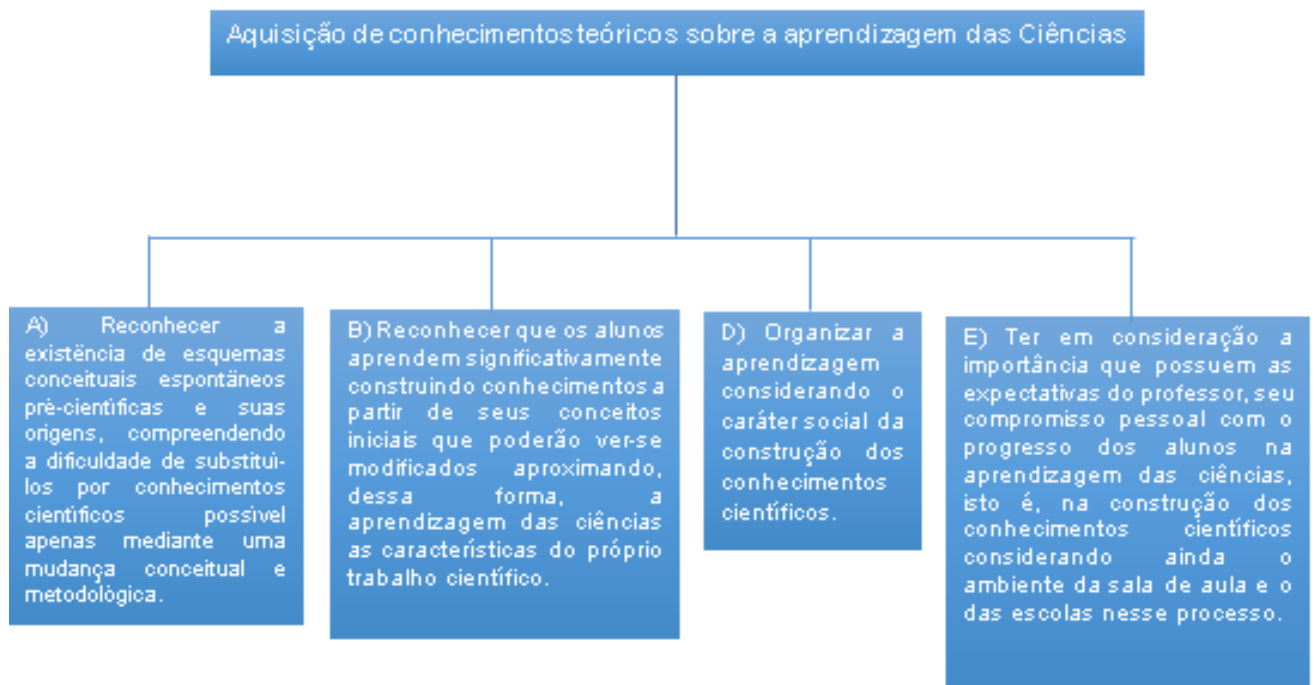 Aquisição de conhecimentos teóricos sobre a aprendizagem das Ciências
A) Reconhecer a
existência de esquemas
conceituais espontâneos
pré-científicas e suas
origens, compreendendo
a dificuldade de substituí-
los por conhecimentos
científicos possível
apenas mediante uma
mudança conceitual e
metodológica.
B) Reconhecer que os alunos
aprendem significativamente
construindo conhecimentos a
partir de seus conceitos
iniciais que poderão ver-se
modificados aproximando,
dessa forma, a
aprendizagem das ciências
as características do próprio
trabalho científico.
D) Organizar a
aprendizagem
considerando o
caráter social da
construção dos
conhecimentos
científicos.
E) Ter em consideração a
importância que possuem as
expectativas do professor, seu
compromisso pessoal com o
progresso dos alunos na
aprendizagem das ciências,
isto é, na construção dos
conhecimentos científicos
considerando ainda o
ambiente da sala de aula e o
das escolas nesse processo.